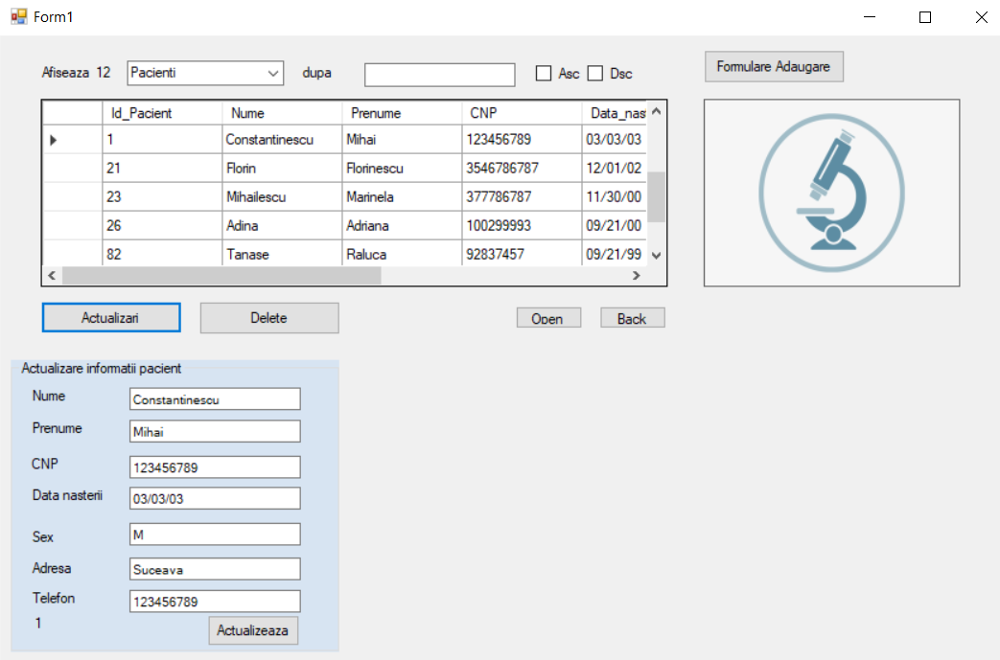 Form1
Afiseaza 12 Pacienti dupa Asc Dsc Formulare Adaugare
Id_Pacient Nume Prenume CNP Data_nas
1 Constantinescu Mihai 123456789 03/03/03
21 Florin Florinescu 3546786787 12/01/02
23 Mihailescu Marinela 377786787 11/30/00
26 Adina Adriana 100299993 09/21/00
82 Tanase Raluca 92837457 09/21/99
Actualizari Delete Open Back
Actualizare informatii pacient
Nume Constantinescu
Prenume Mihai
CNP 123456789
Data nasterii 03/03/03
Sex M
Adresa Suceava
Telefon 123456789
1 Actualizeaza